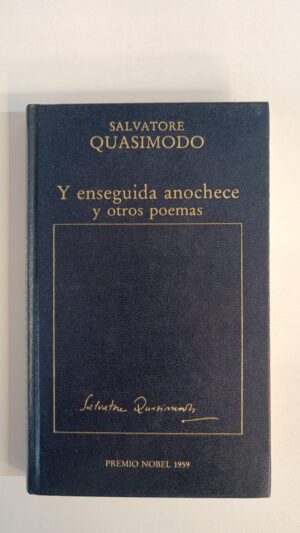 SALVATORE
QUASIMODO
Y enseguida anochece
y otros poemas
Salvatore Quasimodo
PREMIO NOBEL 1959